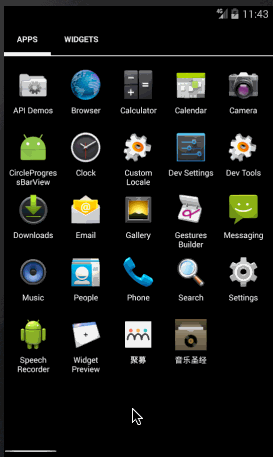 4G 11:43
APPS WIDGETS
API Demos Browser Calculator Calendar Camera
CircleProgres
sBarView
Clock
Custom
Locale
Dev Settings Dev Tools
Downloads Email Gallery
Gestures
Builder
Messaging
Music People Phone Search Settings
Speech
Recorder
Widget
Preview
聚募
音乐圣经